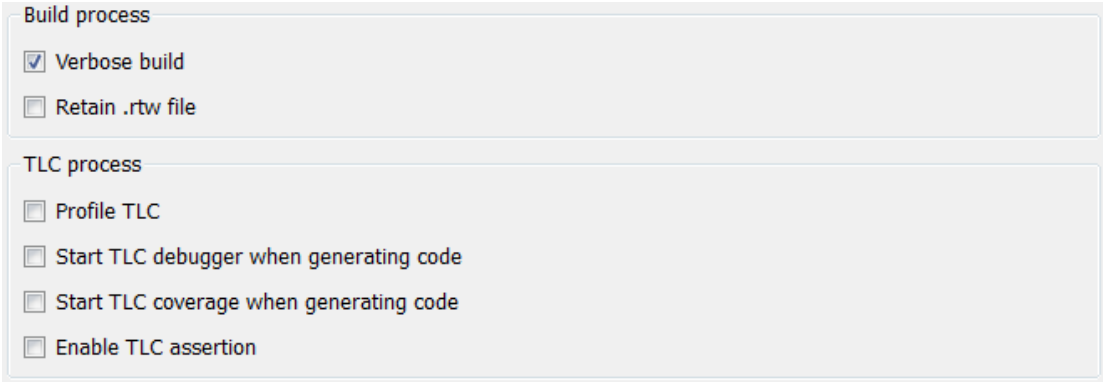 Build process
Verbose build
Retain .rtw file
TLC process
Profile TLC
Start TLC debugger when generating code
Start TLC coverage when generating code
Enable TLC assertion